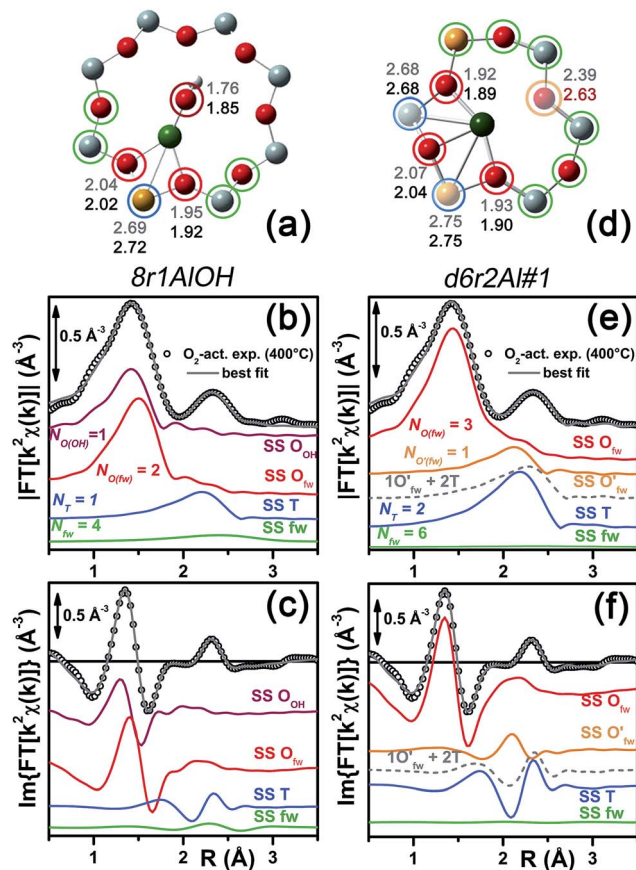 1.76
1.85
2.04
2.02
1.95
1.92
2.69
2.72
(a)
2.68
2.68
1.92
1.89
2.39
2.63
2.07
2.04
1.93
1.90
2.75
2.75
(d)
8r1AlOH
d6r2Al#1
|FT[k²χ(k)]| (Å⁻³)
0.5 Å⁻³
(b)
O₂-act. exp. (400°C)
best fit
N_O(OH) = 1
SS O_OH
N_O(fw) = 2
SS O_fw
N_T = 1
SS T
N_fw = 4
SS fw
1 2 3
|FT[k²χ(k)]| (Å⁻³)
0.5 Å⁻³
(e)
O₂-act. exp. (400°C)
best fit
N_O(fw) = 3
SS O_fw
N_O'(fw) = 1
SS O'_fw
1O'_fw + 2T
N_T = 2
SS T
N_fw = 6
SS fw
1 2 3
Im{FT[k²χ(k)]} (Å⁻³)
0.5 Å⁻³
(c)
SS O_OH
SS O_fw
SS T
SS fw
1 2 3
R (Å)
Im{FT[k²χ(k)]} (Å⁻³)
0.5 Å⁻³
(f)
SS O_fw
SS O'_fw
1O'_fw + 2T
SS T
SS fw
1 2 3
R (Å)